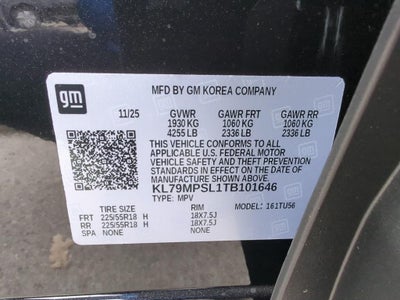 gm
MFD BY GM KOREA COMPANY
11/25 GVWR GAWR FRT GAWR RR
1930 KG 1060 KG 1060 KG
4255 LB 2336 LB 2336 LB
THIS VEHICLE CONFORMS TO ALL
APPLICABLE U.S. FEDERAL MOTOR
VEHICLE SAFETY AND THEFT PREVENTION
STANDARDS IN EFFECT ON THE DATE OF
MANUFACTURE SHOWN ABOVE.
KL79MPSL1TB101646
TYPE: MPV MODEL: 161TU56
TIRE SIZE RIM
FRT 225/55R18 H 18X7.5J
RR 225/55R18 H 18X7.5J
SPA NONE NONE